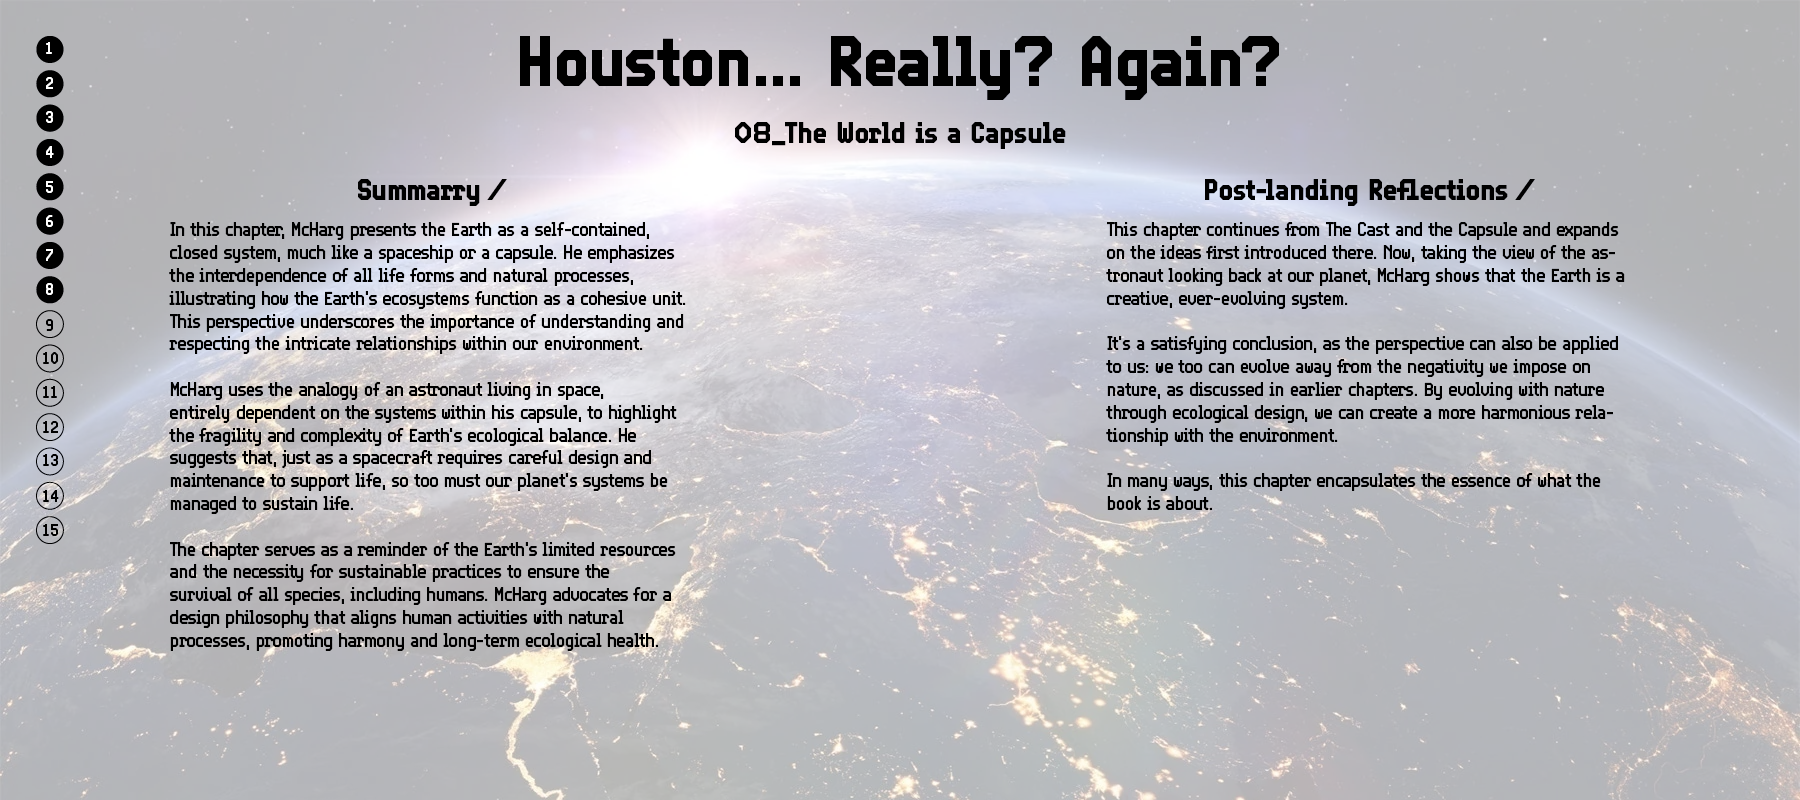 1
2
3
4
5
6
7
8
9
10
11
12
13
14
15
Houston... Really? Again?
08_The World is a Capsule
Summarry /
In this chapter, McHarg presents the Earth as a self-contained,
closed system, much like a spaceship or a capsule. He emphasizes
the interdependence of all life forms and natural processes,
illustrating how the Earth's ecosystems function as a cohesive unit.
This perspective underscores the importance of understanding and
respecting the intricate relationships within our environment.
McHarg uses the analogy of an astronaut living in space,
entirely dependent on the systems within his capsule, to highlight
the fragility and complexity of Earth's ecological balance. He
suggests that, just as a spacecraft requires careful design and
maintenance to support life, so too must our planet's systems be
managed to sustain life.
The chapter serves as a reminder of the Earth's limited resources
and the necessity for sustainable practices to ensure the
survival of all species, including humans. McHarg advocates for a
design philosophy that aligns human activities with natural
processes, promoting harmony and long-term ecological health.
Post-landing Reflections /
This chapter continues from The Cast and the Capsule and expands
on the ideas first introduced there. Now, taking the view of the as-
tronaut looking back at our planet, McHarg shows that the Earth is a
creative, ever-evolving system.
It's a satisfying conclusion, as the perspective can also be applied
to us: we too can evolve away from the negativity we impose on
nature, as discussed in earlier chapters. By evolving with nature
through ecological design, we can create a more harmonious rela-
tionship with the environment.
In many ways, this chapter encapsulates the essence of what the
book is about.